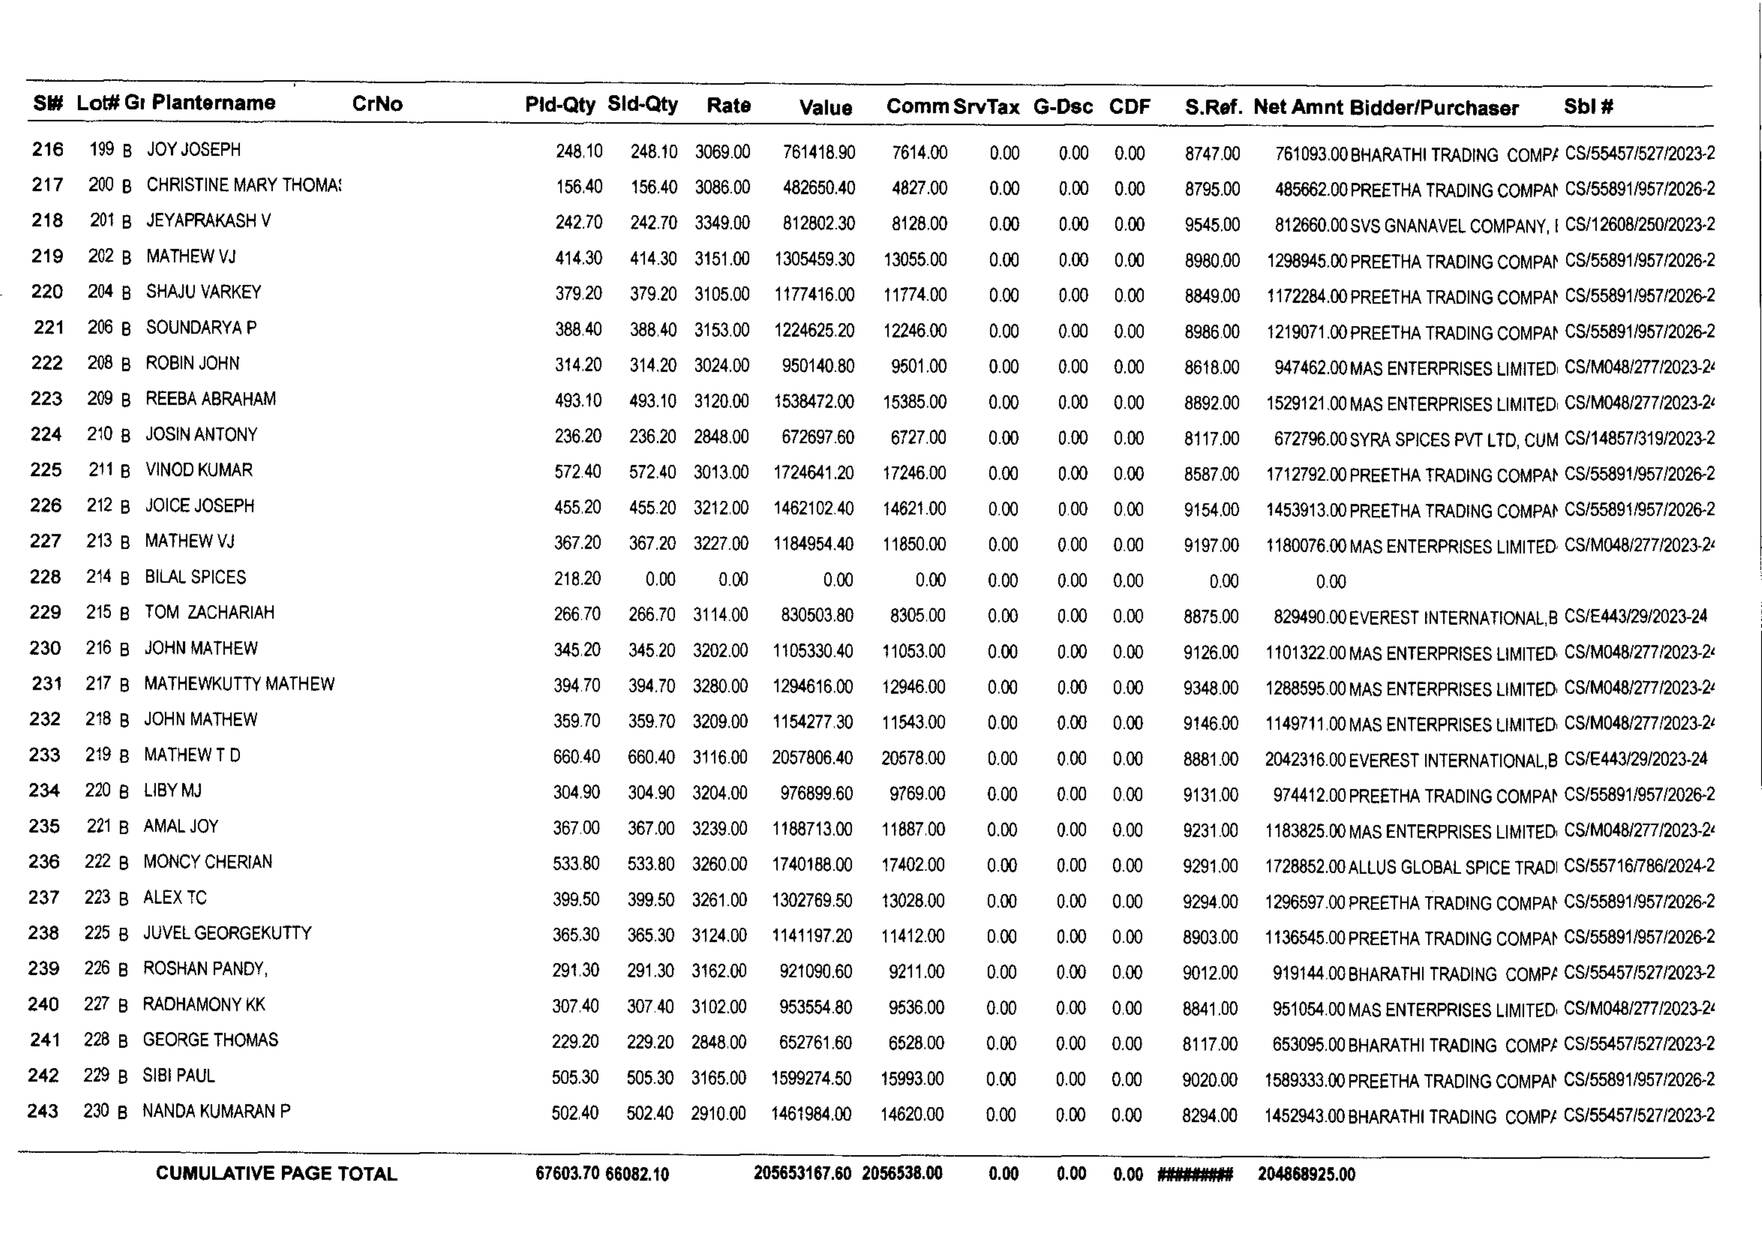 Sl# Lot# Gr Plantername CrNo Pld-Qty Sld-Qty Rate Value Comm SrvTax G-Dsc CDF S.Ref. Net Amnt Bidder/Purchaser Sbl #
216 199 B JOY JOSEPH 248.10 248.10 3069.00 761418.90 7614.00 0.00 0.00 0.00 8747.00 761093.00 BHARATHI TRADING COMPA CS/55457/527/2023-2
217 200 B CHRISTINE MARY THOMAS 156.40 156.40 3086.00 482650.40 4827.00 0.00 0.00 0.00 8795.00 485662.00 PREETHA TRADING COMPAN CS/55891/957/2026-2
218 201 B JEYAPRAKASH V 242.70 242.70 3349.00 812802.30 8128.00 0.00 0.00 0.00 9545.00 812660.00 SVS GNANAVEL COMPANY, CS/12608/250/2023-2
219 202 B MATHEW VJ 414.30 414.30 3151.00 1305459.30 13055.00 0.00 0.00 0.00 8980.00 1298945.00 PREETHA TRADING COMPAN CS/55891/957/2026-2
220 204 B SHAJU VARKEY 379.20 379.20 3105.00 1177416.00 11774.00 0.00 0.00 0.00 8849.00 1172284.00 PREETHA TRADING COMPAN CS/55891/957/2026-2
221 206 B SOUNDARYA P 388.40 388.40 3153.00 1224625.20 12246.00 0.00 0.00 0.00 8986.00 1219071.00 PREETHA TRADING COMPAN CS/55891/957/2026-2
222 208 B ROBIN JOHN 314.20 314.20 3024.00 950140.80 9501.00 0.00 0.00 0.00 8618.00 947462.00 MAS ENTERPRISES LIMITED CS/M048/277/2023-24
223 209 B REEBA ABRAHAM 493.10 493.10 3120.00 1538472.00 15385.00 0.00 0.00 0.00 8892.00 1529121.00 MAS ENTERPRISES LIMITED CS/M048/277/2023-24
224 210 B JOSIN ANTONY 236.20 236.20 2848.00 672697.60 6727.00 0.00 0.00 0.00 8117.00 672796.00 SYRA SPICES PVT LTD, CUM CS/14857/319/2023-2
225 211 B VINOD KUMAR 572.40 572.40 3013.00 1724641.20 17246.00 0.00 0.00 0.00 8587.00 1712792.00 PREETHA TRADING COMPAN CS/55891/957/2026-2
226 212 B JOICE JOSEPH 455.20 455.20 3212.00 1462102.40 14621.00 0.00 0.00 0.00 9154.00 1453913.00 PREETHA TRADING COMPAN CS/55891/957/2026-2
227 213 B MATHEW VJ 367.20 367.20 3227.00 1184954.40 11850.00 0.00 0.00 0.00 9197.00 1180076.00 MAS ENTERPRISES LIMITED CS/M048/277/2023-24
228 214 B BILAL SPICES 218.20 0.00 0.00 0.00 0.00 0.00 0.00 0.00 0.00 0.00
229 215 B TOM ZACHARIAH 266.70 266.70 3114.00 830503.80 8305.00 0.00 0.00 0.00 8875.00 829490.00 EVEREST INTERNATIONAL,B CS/E443/29/2023-24
230 216 B JOHN MATHEW 345.20 345.20 3202.00 1105330.40 11053.00 0.00 0.00 0.00 9126.00 1101322.00 MAS ENTERPRISES LIMITED CS/M048/277/2023-24
231 217 B MATHEWKUTTY MATHEW 394.70 394.70 3280.00 1294616.00 12946.00 0.00 0.00 0.00 9348.00 1288595.00 MAS ENTERPRISES LIMITED CS/M048/277/2023-24
232 218 B JOHN MATHEW 359.70 359.70 3209.00 1154277.30 11543.00 0.00 0.00 0.00 9146.00 1149711.00 MAS ENTERPRISES LIMITED CS/M048/277/2023-24
233 219 B MATHEW T D 660.40 660.40 3116.00 2057806.40 20578.00 0.00 0.00 0.00 8881.00 2042316.00 EVEREST INTERNATIONAL,B CS/E443/29/2023-24
234 220 B LIBY MJ 304.90 304.90 3204.00 976899.60 9769.00 0.00 0.00 0.00 9131.00 974412.00 PREETHA TRADING COMPAN CS/55891/957/2026-2
235 221 B AMAL JOY 367.00 367.00 3239.00 1188713.00 11887.00 0.00 0.00 0.00 9231.00 1183825.00 MAS ENTERPRISES LIMITED CS/M048/277/2023-24
236 222 B MONCY CHERIAN 533.80 533.80 3260.00 1740188.00 17402.00 0.00 0.00 0.00 9291.00 1728852.00 ALLUS GLOBAL SPICE TRADI CS/55716/786/2024-2
237 223 B ALEX TC 399.50 399.50 3261.00 1302769.50 13028.00 0.00 0.00 0.00 9294.00 1296597.00 PREETHA TRADING COMPAN CS/55891/957/2026-2
238 225 B JUVEL GEORGEKUTTY 365.30 365.30 3124.00 1141197.20 11412.00 0.00 0.00 0.00 8903.00 1136545.00 PREETHA TRADING COMPAN CS/55891/957/2026-2
239 226 B ROSHAN PANDY, 291.30 291.30 3162.00 921090.60 9211.00 0.00 0.00 0.00 9012.00 919144.00 BHARATHI TRADING COMPA CS/55457/527/2023-2
240 227 B RADHAMONY KK 307.40 307.40 3102.00 953554.80 9536.00 0.00 0.00 0.00 8841.00 951054.00 MAS ENTERPRISES LIMITED CS/M048/277/2023-24
241 228 B GEORGE THOMAS 229.20 229.20 2848.00 652761.60 6528.00 0.00 0.00 0.00 8117.00 653095.00 BHARATHI TRADING COMPA CS/55457/527/2023-2
242 229 B SIBI PAUL 505.30 505.30 3165.00 1599274.50 15993.00 0.00 0.00 0.00 9020.00 1589333.00 PREETHA TRADING COMPAN CS/55891/957/2026-2
243 230 B NANDA KUMARAN P 502.40 502.40 2910.00 1461984.00 14620.00 0.00 0.00 0.00 8294.00 1452943.00 BHARATHI TRADING COMPA CS/55457/527/2023-2
CUMULATIVE PAGE TOTAL 67603.70 66082.10 205653167.60 2056538.00 0.00 0.00 0.00 ######### 204868925.00